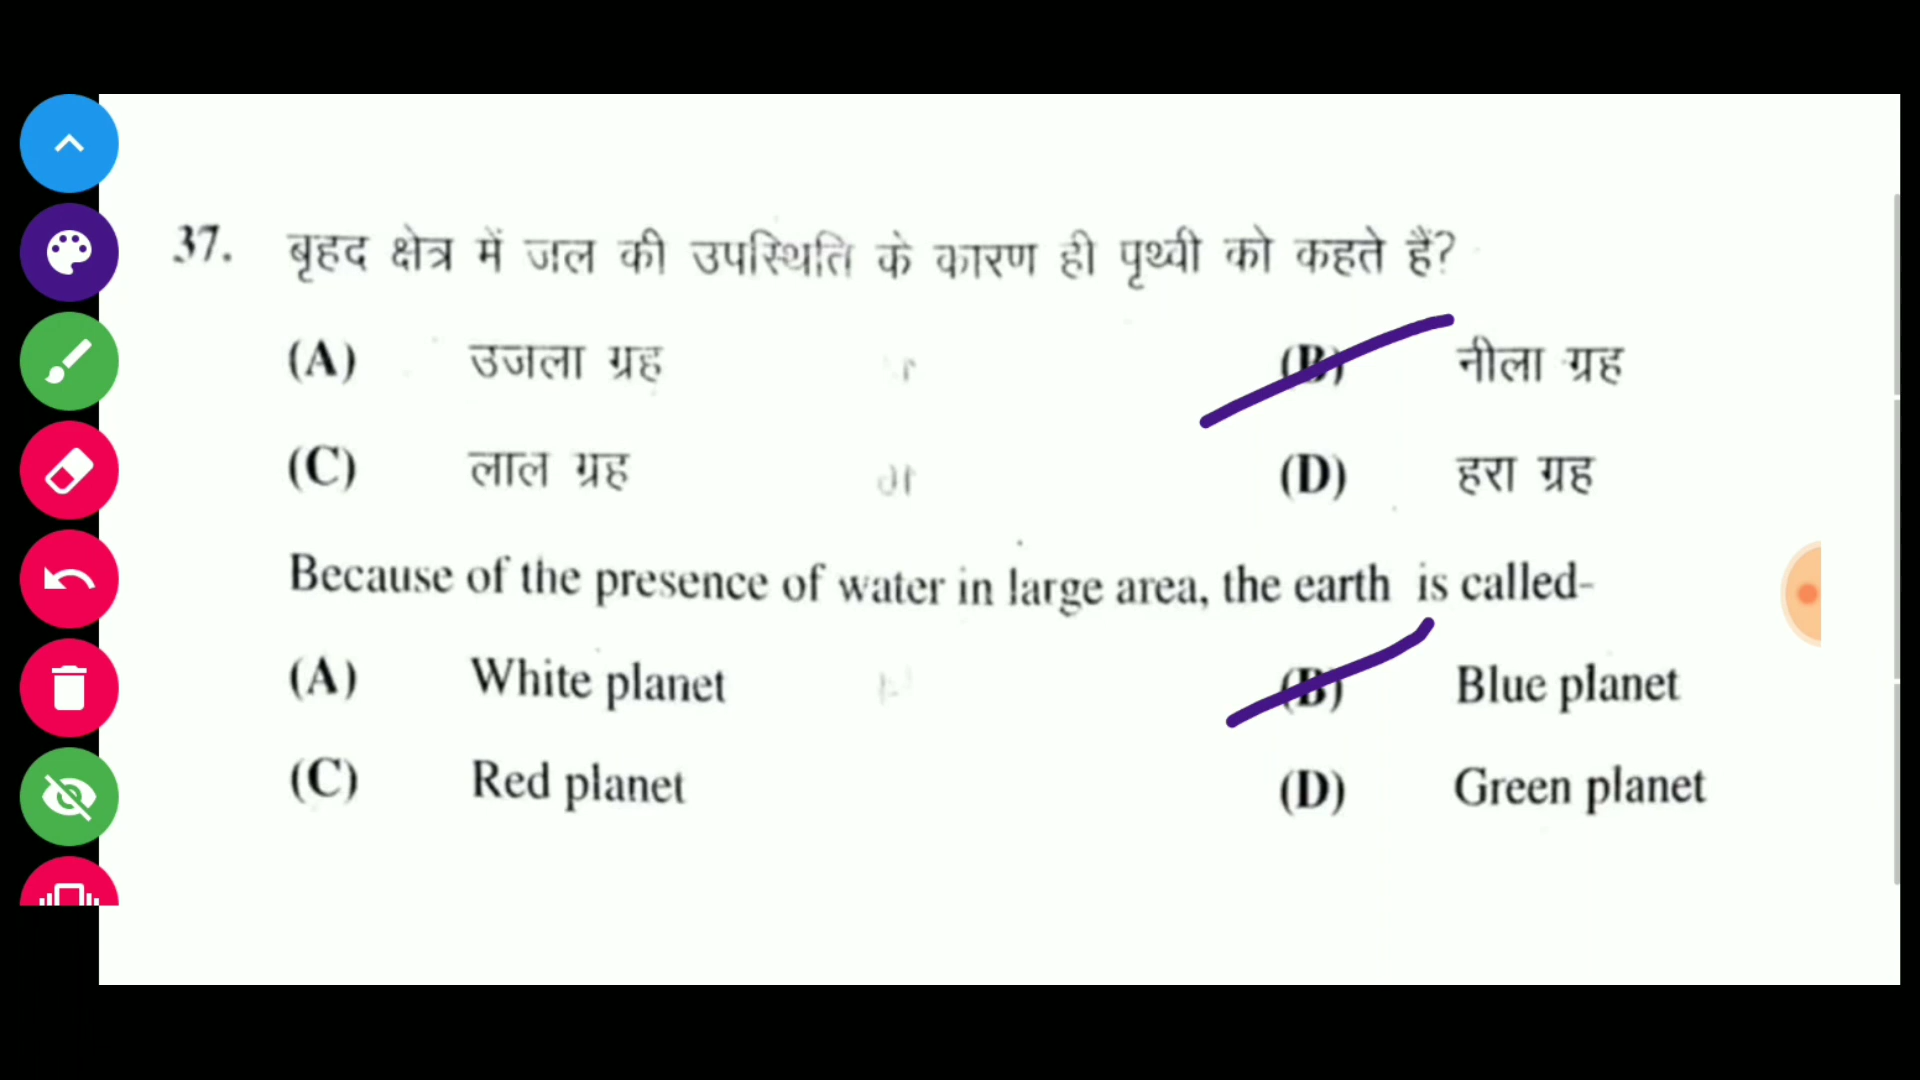 37. बृहद क्षेत्र में जल की उपस्थिति के कारण ही पृथ्वी को कहते हैं?
(A) उजला ग्रह (B) नीला ग्रह
(C) लाल ग्रह (D) हरा ग्रह
Because of the presence of water in large area, the earth is called-
(A) White planet (B) Blue planet
(C) Red planet (D) Green planet